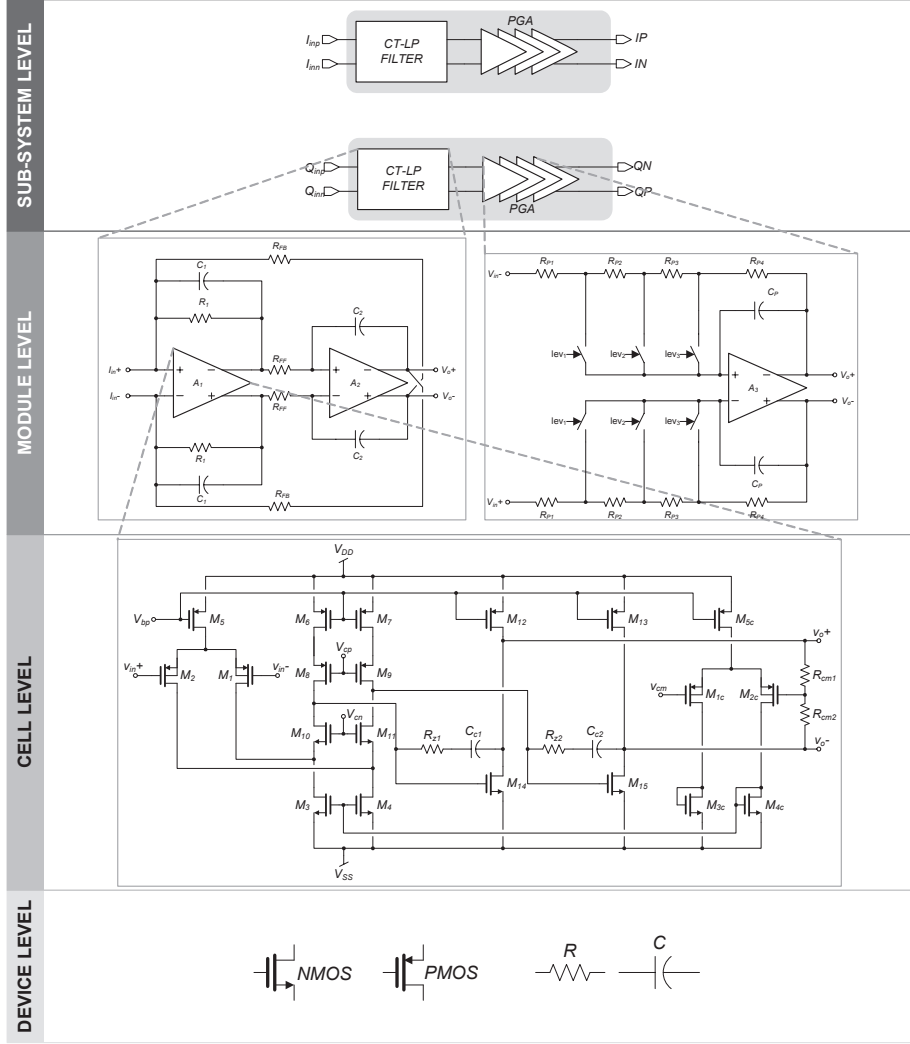 SUB-SYSTEM LEVEL
PGA
I_inp
CT-LP
FILTER
IP
I_inn
IN
Q_inp
CT-LP
FILTER
QN
Q_inn
QP
PGA
MODULE LEVEL
R_FB
C_1
R_1
C_2
R_FF
I_in+
A_1
A_2
V_o+
I_in-
R_FF
V_o-
R_1
C_2
C_1
R_FB
V_in-
R_P1
R_P2
R_P3
R_P4
C_P
lev_1
lev_2
lev_3
A_3
V_o+
V_o-
lev_1
lev_2
lev_3
C_P
V_in+
R_P1
R_P2
R_P3
R_P4
CELL LEVEL
V_DD
V_bp
M_5
M_6
M_7
M_12
M_13
M_5c
v_o+
v_in+
M_2
M_1
v_in-
M_8
V_cp
M_9
v_cm
M_1c
M_2c
R_cm1
R_cm2
V_cn
M_10
M_11
R_z1
C_c1
R_z2
C_c2
v_o-
M_14
M_15
M_3
M_4
M_3c
M_4c
V_SS
DEVICE LEVEL
NMOS
PMOS
R
C